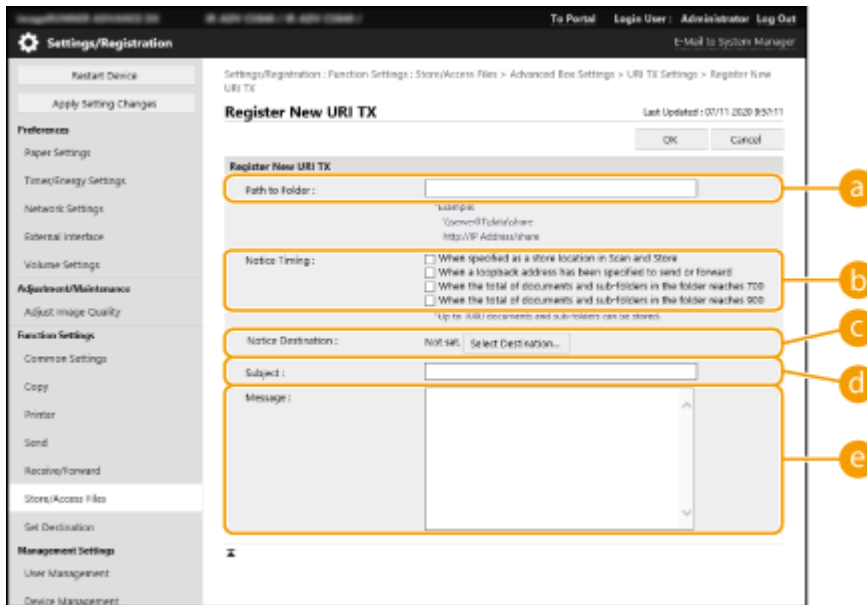 To Portal Login User : Administrator Log Out
Settings/Registration
E-Mail to System Manager
Restart Device
Apply Setting Changes
Preferences
Paper Settings
Timer/Energy Settings
Network Settings
External Interface
Volume Settings
Adjustment/Maintenance
Adjust Image Quality
Function Settings
Common Settings
Copy
Printer
Send
Receive/Forward
Store/Access Files
Set Destination
Management Settings
User Management
Device Management
Settings/Registration : Function Settings : Store/Access Files > Advanced Box Settings > URI TX Settings > Register New
URI TX
Register New URI TX
Last Updated : 07/11 2020 9:57:11
OK Cancel
Register New URI TX
Path to Folder :
*Example:
\\server01\data\share
http://IP Address/share
Notice Timing :
When specified as a store location in Scan and Store
When a loopback address has been specified to send or forward
When the total of documents and sub-folders in the folder reaches 700
When the total of documents and sub-folders in the folder reaches 900
*Up to 1000 documents and sub-folders can be stored.
Notice Destination :
Not set. Select Destination...
Subject :
Message :
a
b
c
d
e